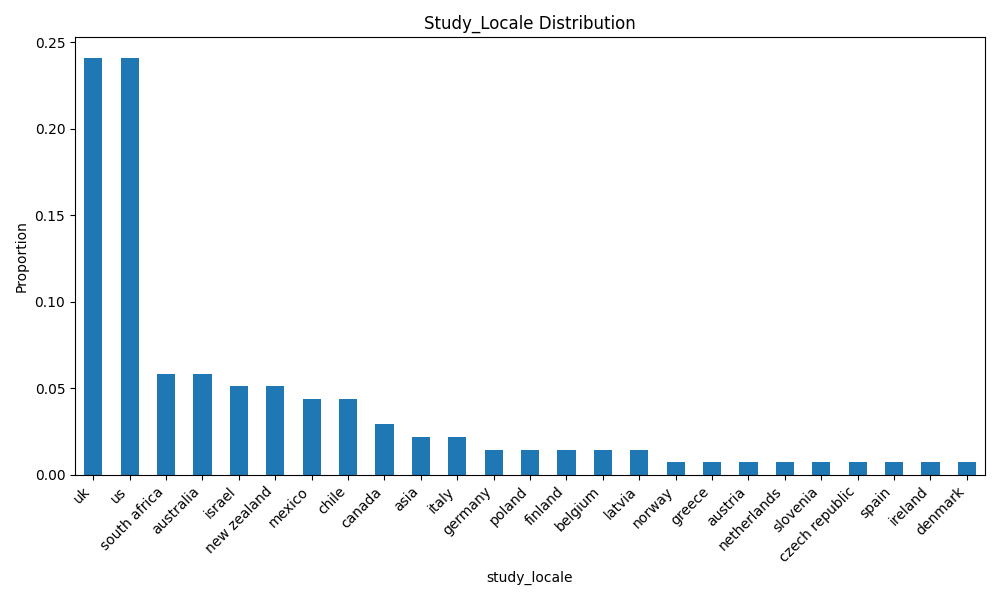 Study_Locale Distribution
0.25
0.20
0.15
0.10
0.05
0.00
Proportion
uk
us
south africa
australia
israel
new zealand
mexico
chile
canada
asia
italy
germany
poland
finland
belgium
latvia
norway
greece
austria
netherlands
slovenia
czech republic
spain
ireland
denmark
study_locale